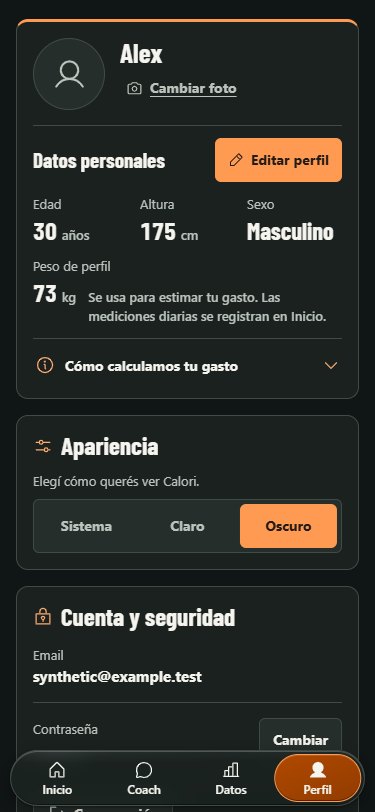 Alex
Cambiar foto
Datos personales
Editar perfil
Edad
Altura
Sexo
30 años
175 cm
Masculino
Peso de perfil
73 kg
Se usa para estimar tu gasto. Las
mediciones diarias se registran en Inicio.
Cómo calculamos tu gasto
Apariencia
Elegí cómo querés ver Calori.
Sistema
Claro
Oscuro
Cuenta y seguridad
Email
synthetic@example.test
Contraseña
Cambiar
Inicio
Coach
Datos
Perfil